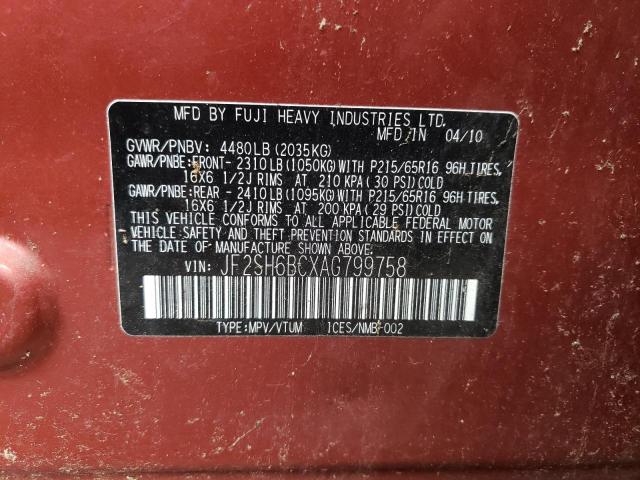 MFD BY FUJI HEAVY INDUSTRIES LTD.
MFD IN 04/10
GVWR/PNBV: 4480LB (2035KG)
GAWR/PNBE:FRONT- 2310LB(1050KG)WITH P215/65R16 96H TIRES,
16X6 1/2J RIMS AT 210 KPA( 30 PSI)COLD
GAWR/PNBE:REAR - 2410LB(1095KG)WITH P215/65R16 96H TIRES,
16X6 1/2J RIMS AT 200 KPA( 29 PSI)COLD
THIS VEHICLE CONFORMS TO ALL APPLICABLE FEDERAL MOTOR
VEHICLE SAFETY AND THEFT PREVENTION STANDARDS IN EFFECT
ON THE DATE OF MANUFACTURE SHOWN ABOVE.
VIN: JF2SH6BCXAG799758
TYPE:MPV/VTUM ICES/NMB-002